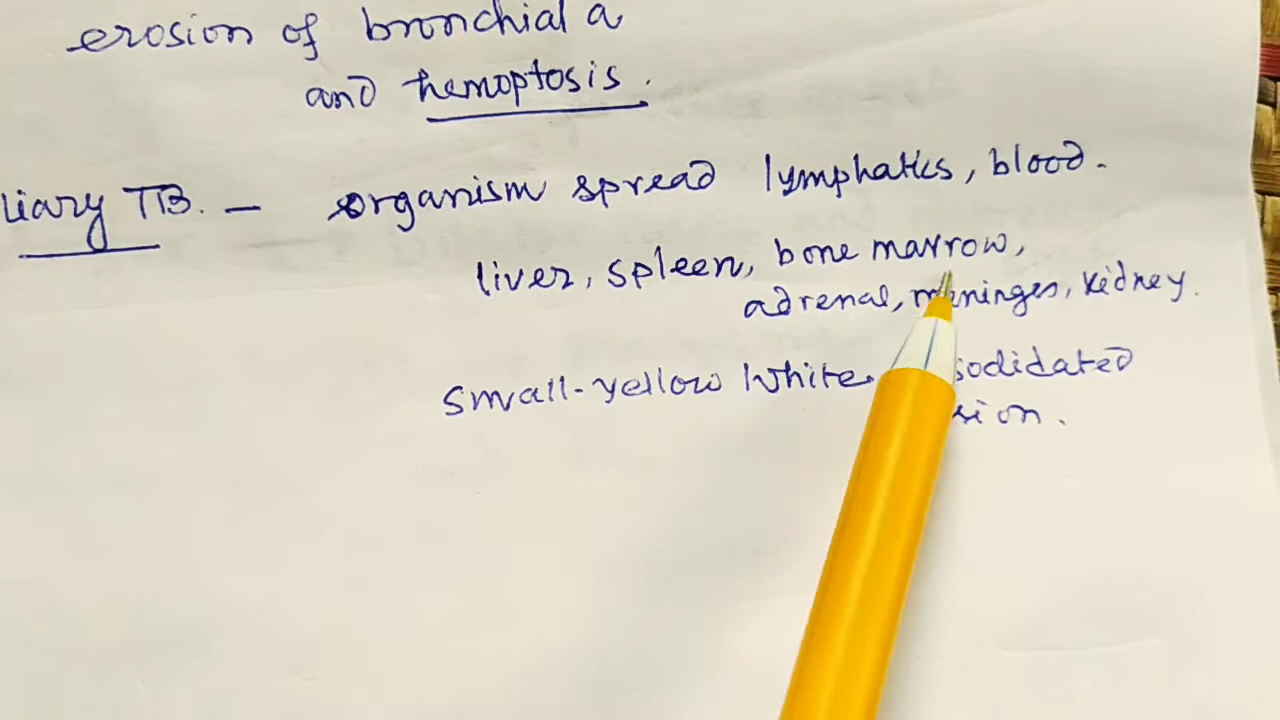 erosion of bronchial a
and hemoptosis.
liary TB. - organism spread lymphatics, blood.
liver, spleen, bone marrow,
adrenal, meninges, kidney.
small-yellow White